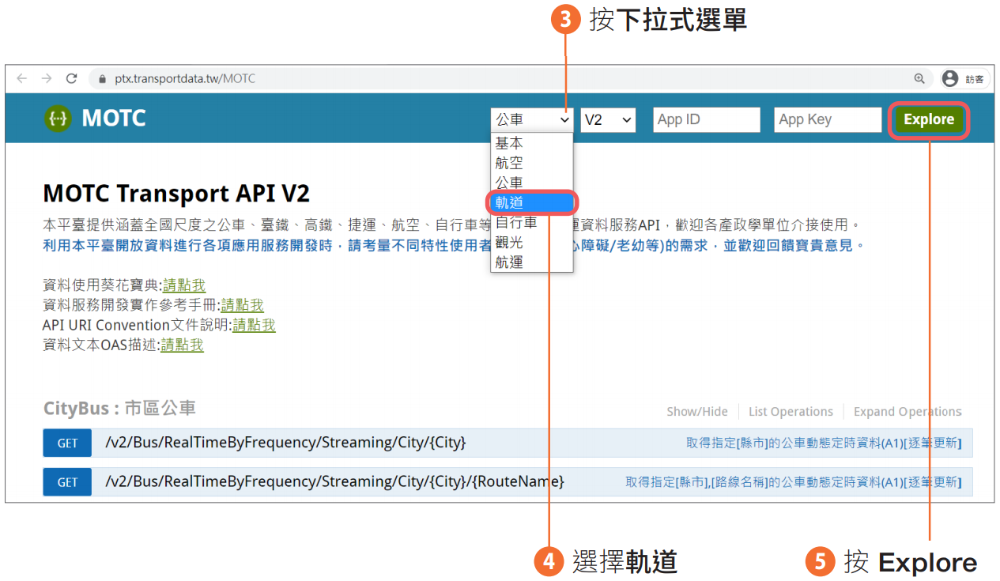 3 按下拉式選單
ptx.transportdata.tw/MOTC 訪客
MOTC 公車 V2 App ID App Key Explore
基本
航空
公車
軌道
自行車
觀光
航運
MOTC Transport API V2
本平臺提供涵蓋全國尺度之公車、臺鐵、高鐵、捷運、航空、自行車等 資料服務API，歡迎各產政學單位介接使用。
利用本平臺開放資料進行各項應用服務開發時，請考量不同特性使用者 障礙/老幼等)的需求，並歡迎回饋寶貴意見。
資料使用葵花寶典:請點我
資料服務開發實作參考手冊:請點我
API URI Convention文件說明:請點我
資料文本OAS描述:請點我
CityBus : 市區公車 Show/Hide List Operations Expand Operations
GET /v2/Bus/RealTimeByFrequency/Streaming/City/{City} 取得指定[縣市]的公車動態定時資料(A1)[逐筆更新]
GET /v2/Bus/RealTimeByFrequency/Streaming/City/{City}/{RouteName} 取得指定[縣市],[路線名稱]的公車動態定時資料(A1)[逐筆更新]
4 選擇軌道
5 按 Explore